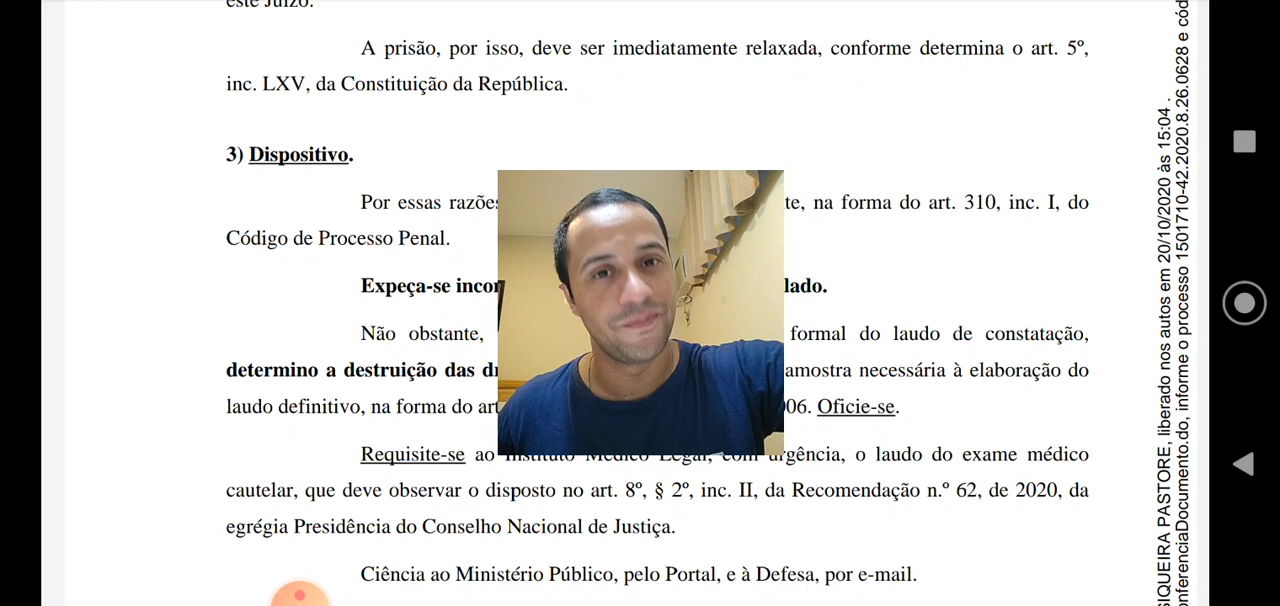 este Juízo.
A prisão, por isso, deve ser imediatamente relaxada, conforme determina o art. 5º,
inc. LXV, da Constituição da República.
3) Dispositivo.
Por essas te, na forma do art. 310, inc. I, do
Código de Processo Penal.
Expeça-se lado.
Não obstante, formal do laudo de constatação,
determino a destruição das amostra necessária à elaboração do
laudo definitivo, na forma do 06. Oficie-se.
Requisite-se ao Instituto Médico Legal, com urgência, o laudo do exame médico
cautelar, que deve observar o disposto no art. 8º, § 2º, inc. II, da Recomendação n.º 62, de 2020, da
egrégia Presidência do Conselho Nacional de Justiça.
Ciência ao Ministério Público, pelo Portal, e à Defesa, por e-mail.
SIQUEIRA PASTORE, liberado nos autos em 20/10/2020 às 15:04 .
onferenciaDocumento.do, informe o processo 1501710-42.2020.8.26.0628 e cód